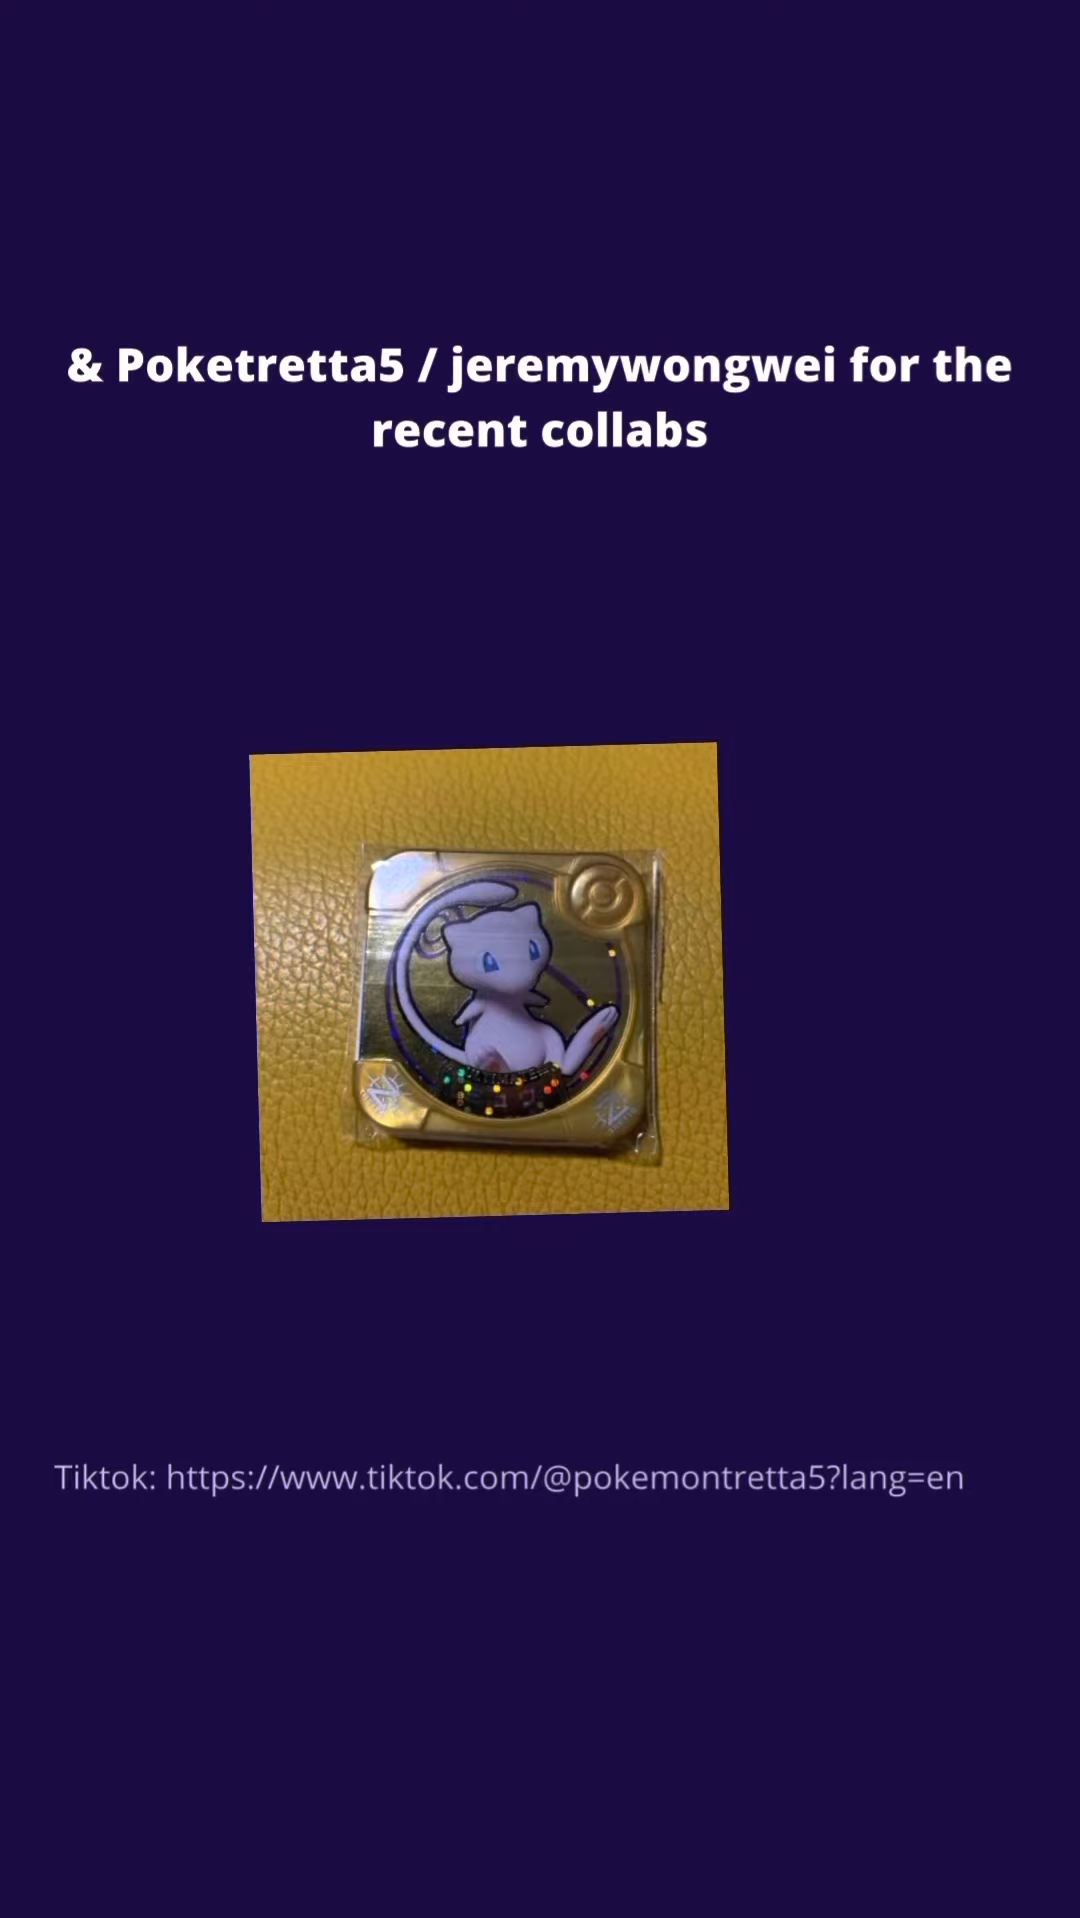 & Poketretta5 / jeremywongwei for the
recent collabs
Tiktok: https://www.tiktok.com/@pokemontretta5?lang=en